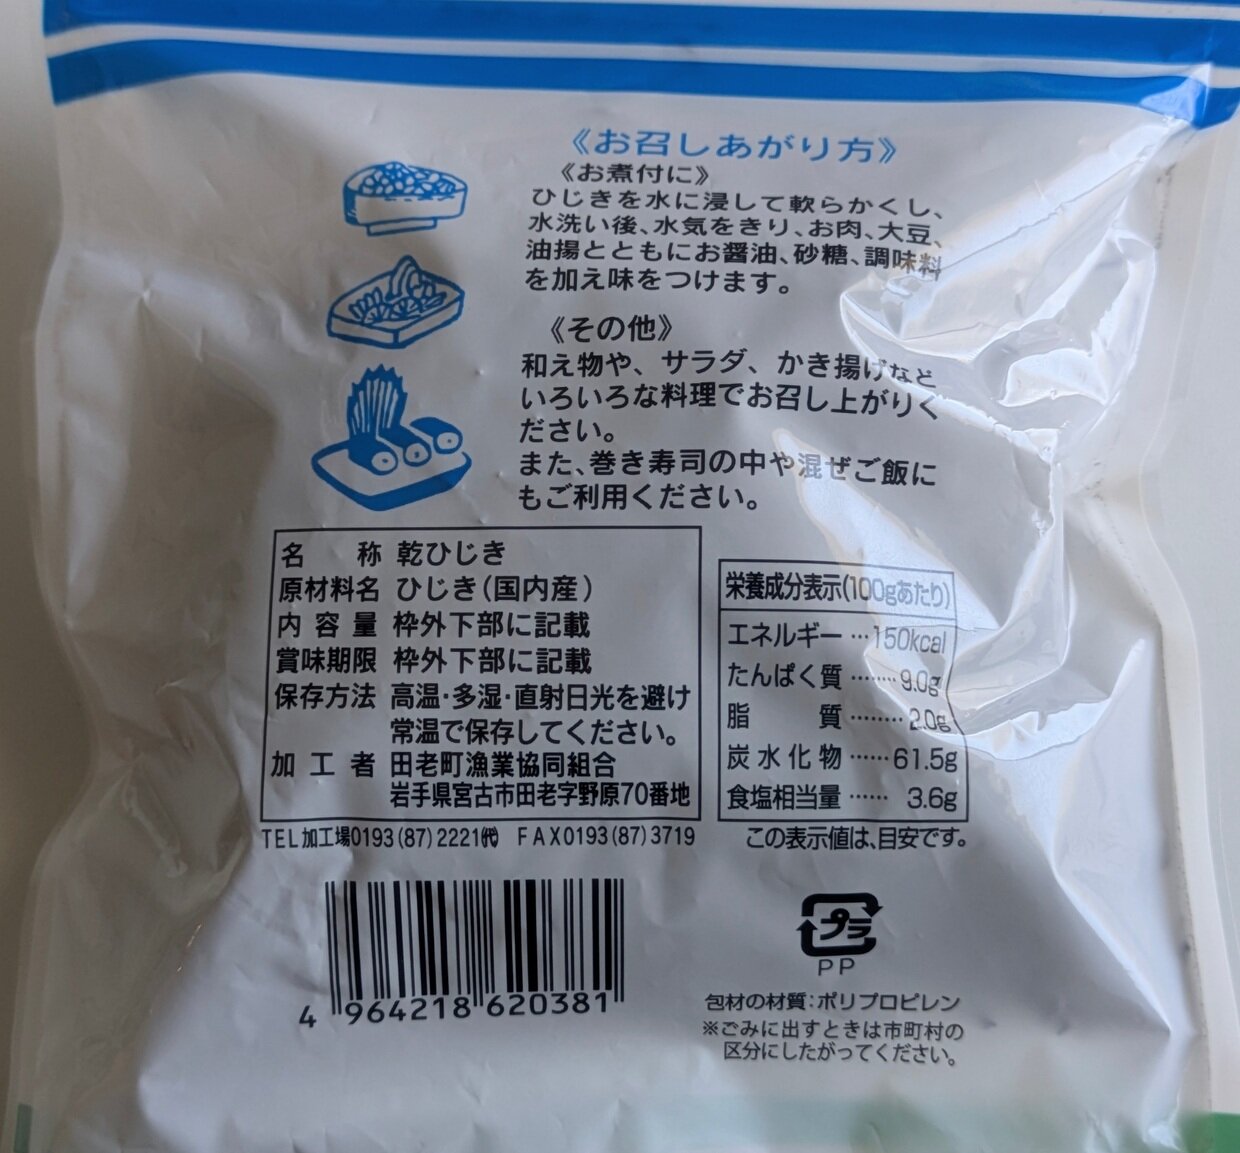 《お召しあがり方》
《お煮付に》
ひじきを水に浸して軟らかくし、
水洗い後、水気をきり、お肉、大豆、
油揚とともにお醤油、砂糖、調味料
を加え味をつけます。
《その他》
和え物や、サラダ、かき揚げなど
いろいろな料理でお召し上がりく
ださい。
また、巻き寿司の中や混ぜご飯に
もご利用ください。
名 称 乾ひじき
原材料名 ひじき(国内産)
内容量 枠外下部に記載
賞味期限 枠外下部に記載
保存方法 高温・多湿・直射日光を避け
常温で保存してください。
加工者 田老町漁業協同組合
岩手県宮古市田老字野原70番地
TEL加工場0193(87)2221㈹ FAX0193(87)3719
栄養成分表示(100gあたり)
エネルギー…150kcal
たんぱく質……9.0g
脂 質……2.0g
炭水化物……61.5g
食塩相当量……3.6g
この表示値は、目安です。
4 964218 620381
プラ
PP
包材の材質:ポリプロピレン
※ごみに出すときは市町村の
区分にしたがってください。